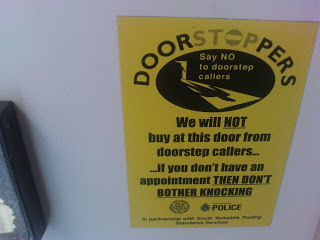 DOORSTOPPERS
Say NO
to doorstep
callers
We will NOT
buy at this door from
doorstep callers...
...if you don't have an
appointment THEN DON'T
BOTHER KNOCKING
POLICE
In partnership with South Yorkshire Trading
Standards Services